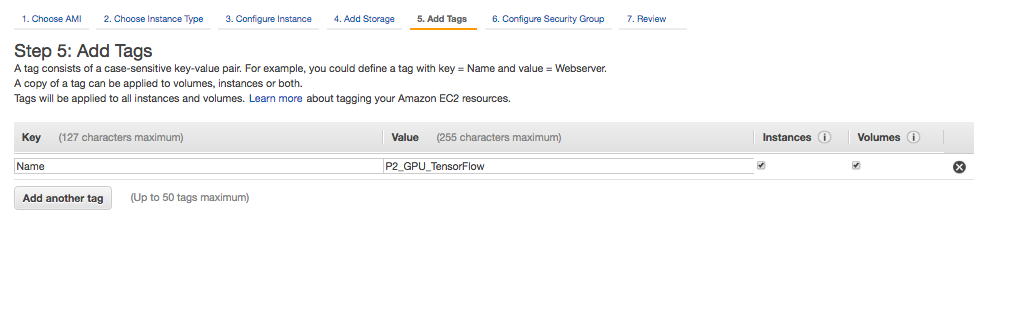 1. Choose AMI 2. Choose Instance Type 3. Configure Instance 4. Add Storage 5. Add Tags 6. Configure Security Group 7. Review
Step 5: Add Tags
A tag consists of a case-sensitive key-value pair. For example, you could define a tag with key = Name and value = Webserver.
A copy of a tag can be applied to volumes, instances or both.
Tags will be applied to all instances and volumes. Learn more about tagging your Amazon EC2 resources.
Key (127 characters maximum) Value (255 characters maximum) Instances i Volumes i
Name P2_GPU_TensorFlow
Add another tag (Up to 50 tags maximum)